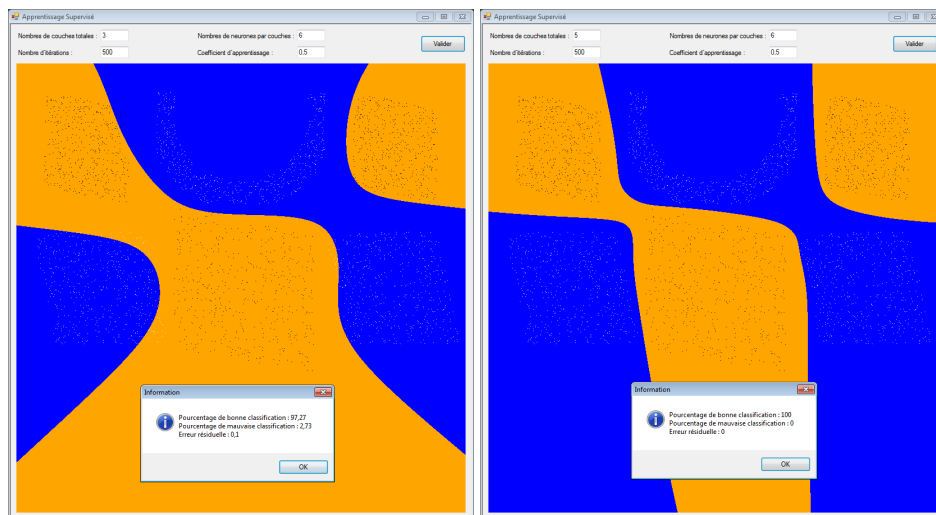 Apprentissage Supervisé
Nombres de couches totales : 3
Nombres de neurones par couches : 6
Valider
Nombre d'itérations : 500
Coefficient d'apprentissage : 0.5
Information
Pourcentage de bonne classification : 97,27
Pourcentage de mauvaise classification : 2,73
Erreur résiduelle : 0,1
OK
Apprentissage Supervisé
Nombres de couches totales : 5
Nombres de neurones par couches : 6
Valider
Nombre d'itérations : 500
Coefficient d'apprentissage : 0.5
Information
Pourcentage de bonne classification : 100
Pourcentage de mauvaise classification : 0
Erreur résiduelle : 0
OK